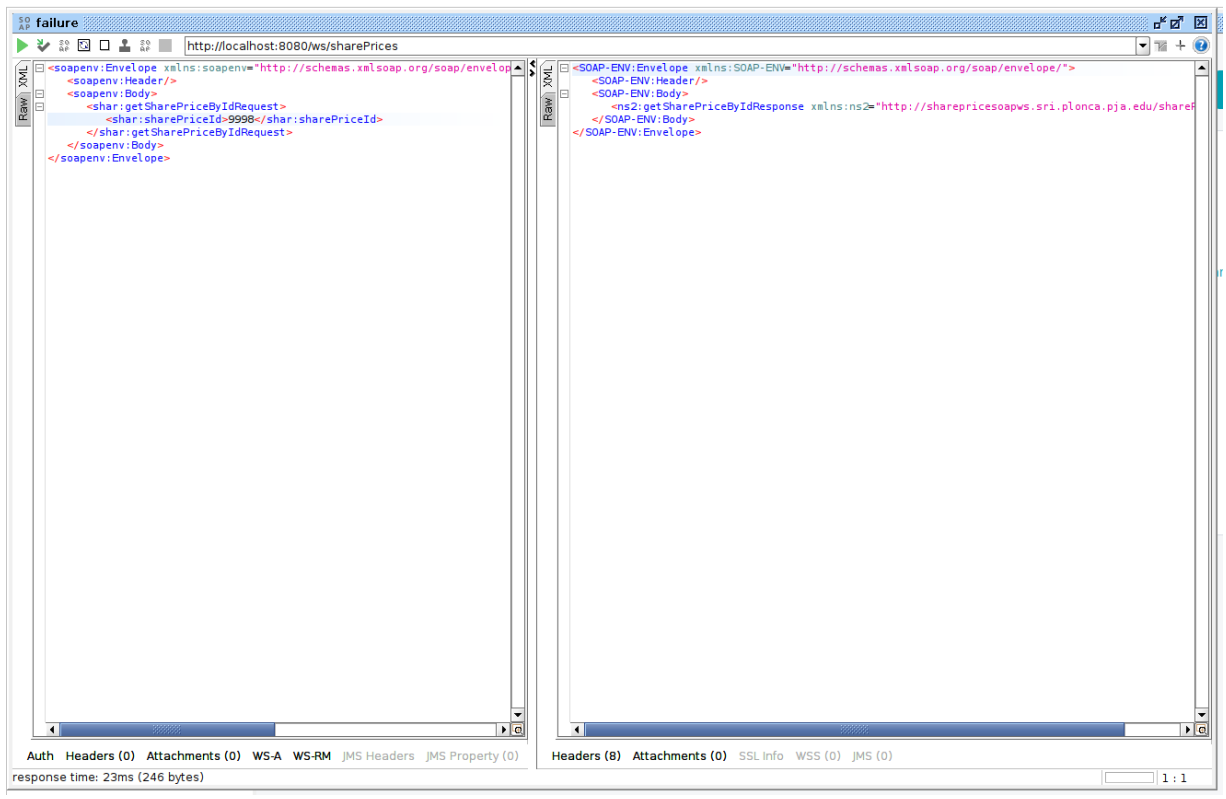 SO AP failure
http://localhost:8080/ws/sharePrices
XML
Raw
<soapenv:Envelope xmlns:soapenv="http://schemas.xmlsoap.org/soap/envelop
<soapenv:Header/>
<soapenv:Body>
<shar:getSharePriceByIdRequest>
<shar:sharePriceId>9998</shar:sharePriceId>
</shar:getSharePriceByIdRequest>
</soapenv:Body>
</soapenv:Envelope>
XML
Raw
<SOAP-ENV:Envelope xmlns:SOAP-ENV="http://schemas.xmlsoap.org/soap/envelope/">
<SOAP-ENV:Header/>
<SOAP-ENV:Body>
<ns2:getSharePriceByIdResponse xmlns:ns2="http://sharepricesoapws.sri.plonca.pja.edu/shareP
</SOAP-ENV:Body>
</SOAP-ENV:Envelope>
Auth Headers (0) Attachments (0) WS-A WS-RM JMS Headers JMS Property (0)
Headers (8) Attachments (0) SSL Info WSS (0) JMS (0)
response time: 23ms (246 bytes)
1 : 1